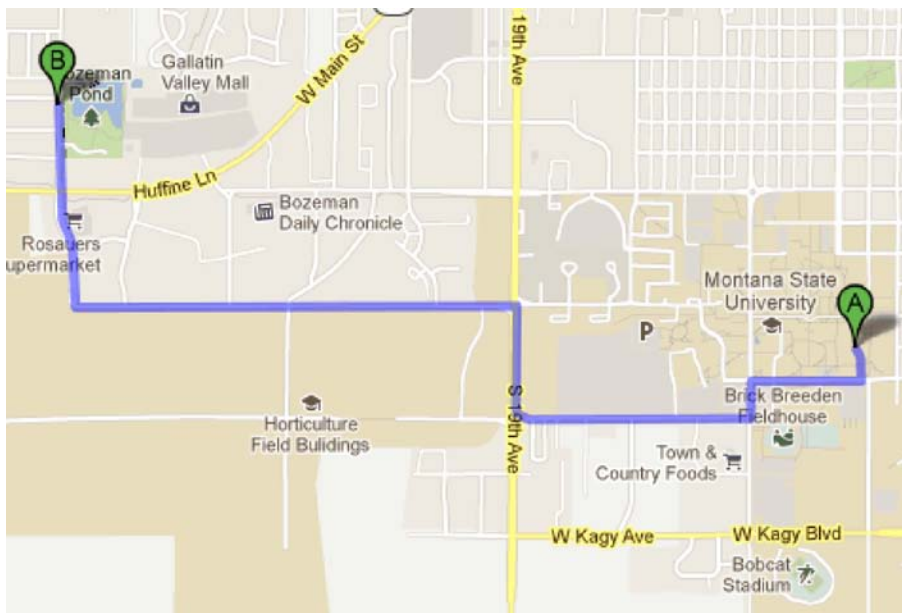 19th Ave
B
Bozeman
Pond
Gallatin
Valley Mall
W Main St
Huffine Ln
Bozeman
Daily Chronicle
Rosauers
upermarket
Montana State
University
A
P
S 19th Ave
Brick Breeden
Fieldhouse
Horticulture
Field Bulidings
Town &
Country Foods
W Kagy Ave
W Kagy Blvd
Bobcat
Stadium